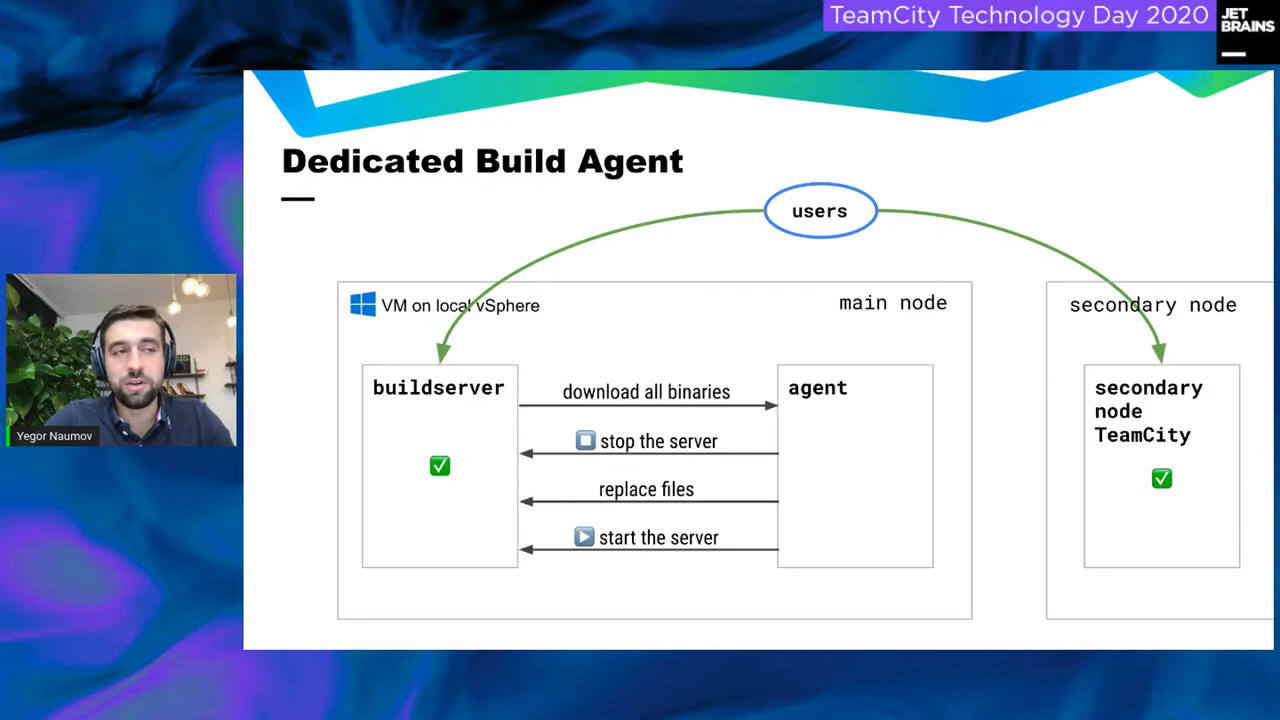 TeamCity Technology Day 2020
JET
BRAINS
Dedicated Build Agent
users
VM on local vSphere
main node
secondary node
buildserver
download all binaries
agent
stop the server
replace files
start the server
secondary
node
TeamCity
Yegor Naumov